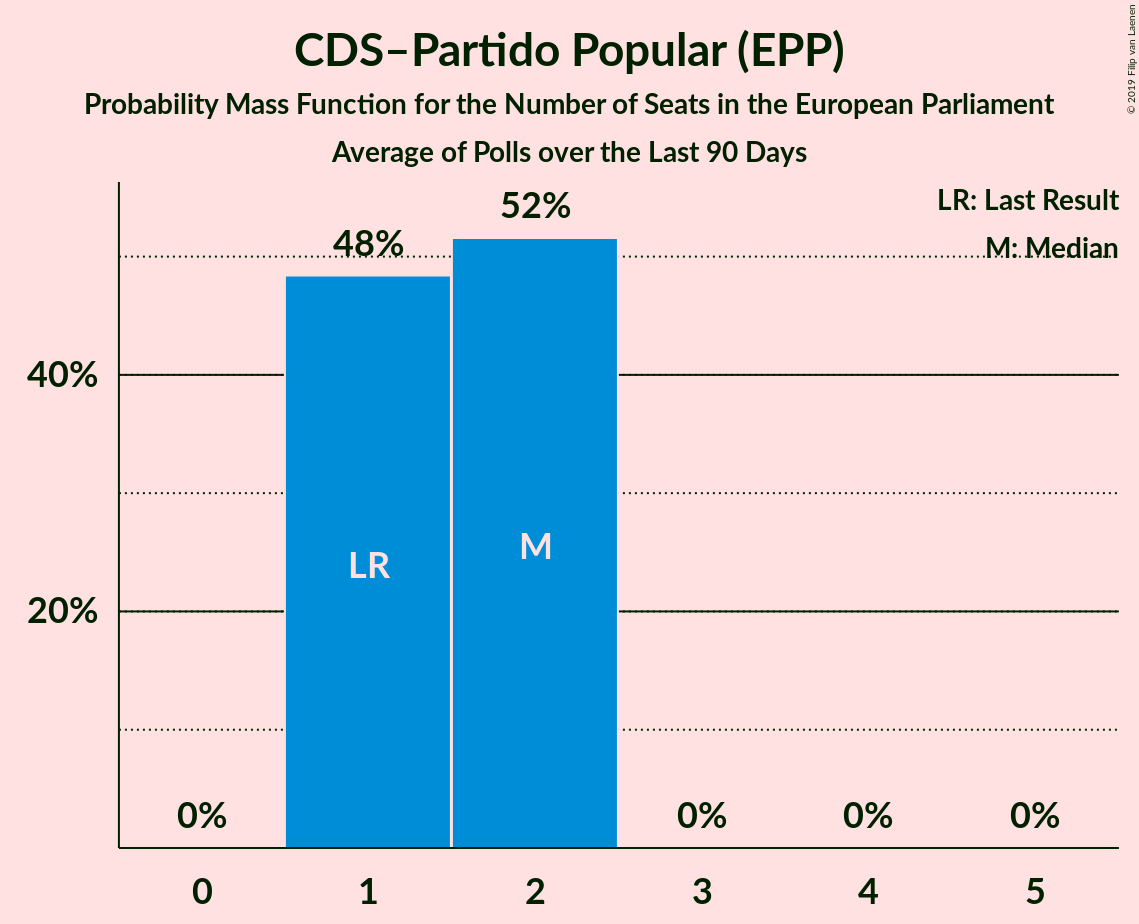 CDS–Partido Popular (EPP)
Probability Mass Function for the Number of Seats in the European Parliament
Average of Polls over the Last 90 Days
© 2019 Filip van Laenen
LR: Last Result
M: Median
52%
48%
40%
20%
LR
M
0%
0%
0%
0%
0
1
2
3
4
5